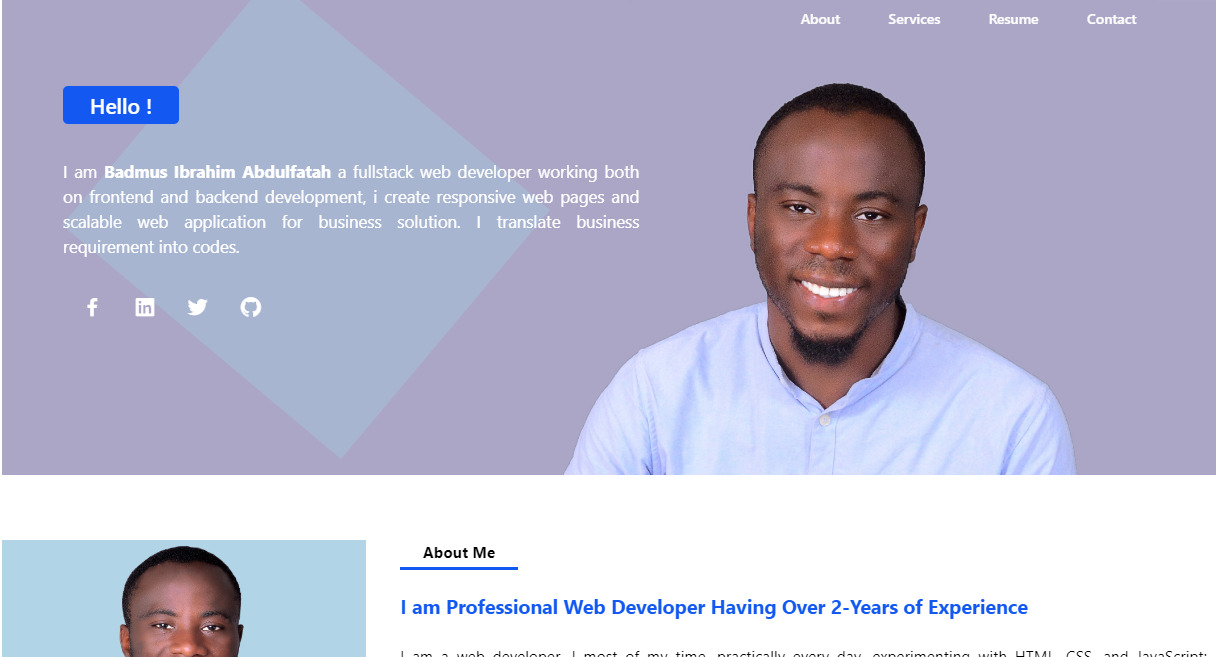 About Services Resume Contact
Hello !
I am Badmus Ibrahim Abdulfatah a fullstack web developer working both
on frontend and backend development, i create responsive web pages and
scalable web application for business solution. I translate business
requirement into codes.
About Me
I am Professional Web Developer Having Over 2-Years of Experience
I am a web developer. I most of my time, practically every day, experimenting with HTML, CSS, and JavaScript;